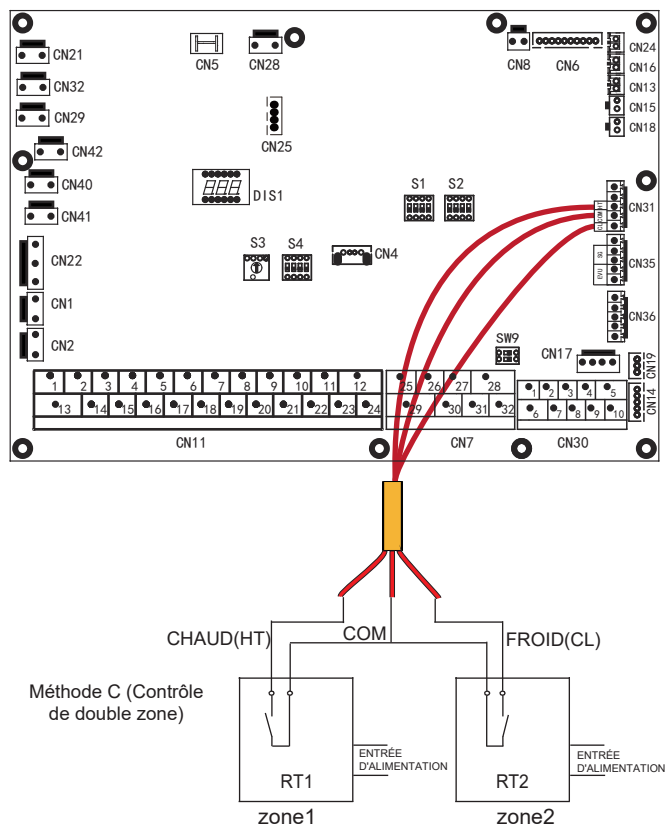 CN21
CN5
CN28
CN8
CN6
CN24
CN32
CN16
CN13
CN29
CN15
CN18
CN42
CN25
CN40
DIS1
S1
S2
CN31
HT
COM
CL
CN41
CN22
S3
S4
CN4
SG
EVU
CN35
CN1
CN36
CN2
SW9
CN17
CN19
1 2 3 4 5 6 7 8 9 10 11 12
25 26 27 28
1 2 3 4 5
CN14
13 14 15 16 17 18 19 20 21 22 23 24
29 30 31 32
6 7 8 9 10
CN11
CN7
CN30
CHAUD(HT)
COM
FROID(CL)
Méthode C (Contrôle
de double zone)
ENTRÉE
D'ALIMENTATION
ENTRÉE
D'ALIMENTATION
RT1
RT2
zone1
zone2